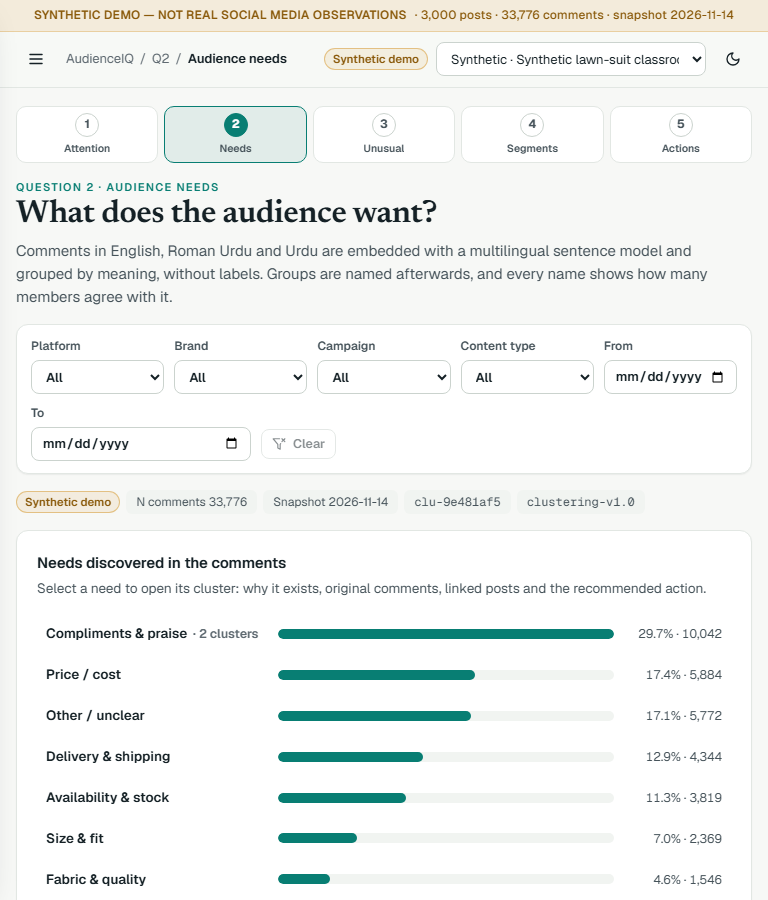 SYNTHETIC DEMO — NOT REAL SOCIAL MEDIA OBSERVATIONS · 3,000 posts · 33,776 comments · snapshot 2026-11-14
AudienceIQ / Q2 / Audience needs
Synthetic demo
Synthetic · Synthetic lawn-suit classroo
1
Attention
2
Needs
3
Unusual
4
Segments
5
Actions
QUESTION 2 · AUDIENCE NEEDS
What does the audience want?
Comments in English, Roman Urdu and Urdu are embedded with a multilingual sentence model and
grouped by meaning, without labels. Groups are named afterwards, and every name shows how many
members agree with it.
Platform
All
Brand
All
Campaign
All
Content type
All
From
mm/dd/yyyy
To
mm/dd/yyyy
Clear
Synthetic demo
N comments 33,776
Snapshot 2026-11-14
clu-9e481af5
clustering-v1.0
Needs discovered in the comments
Select a need to open its cluster: why it exists, original comments, linked posts and the recommended action.
Compliments & praise · 2 clusters 29.7% · 10,042
Price / cost 17.4% · 5,884
Other / unclear 17.1% · 5,772
Delivery & shipping 12.9% · 4,344
Availability & stock 11.3% · 3,819
Size & fit 7.0% · 2,369
Fabric & quality 4.6% · 1,546